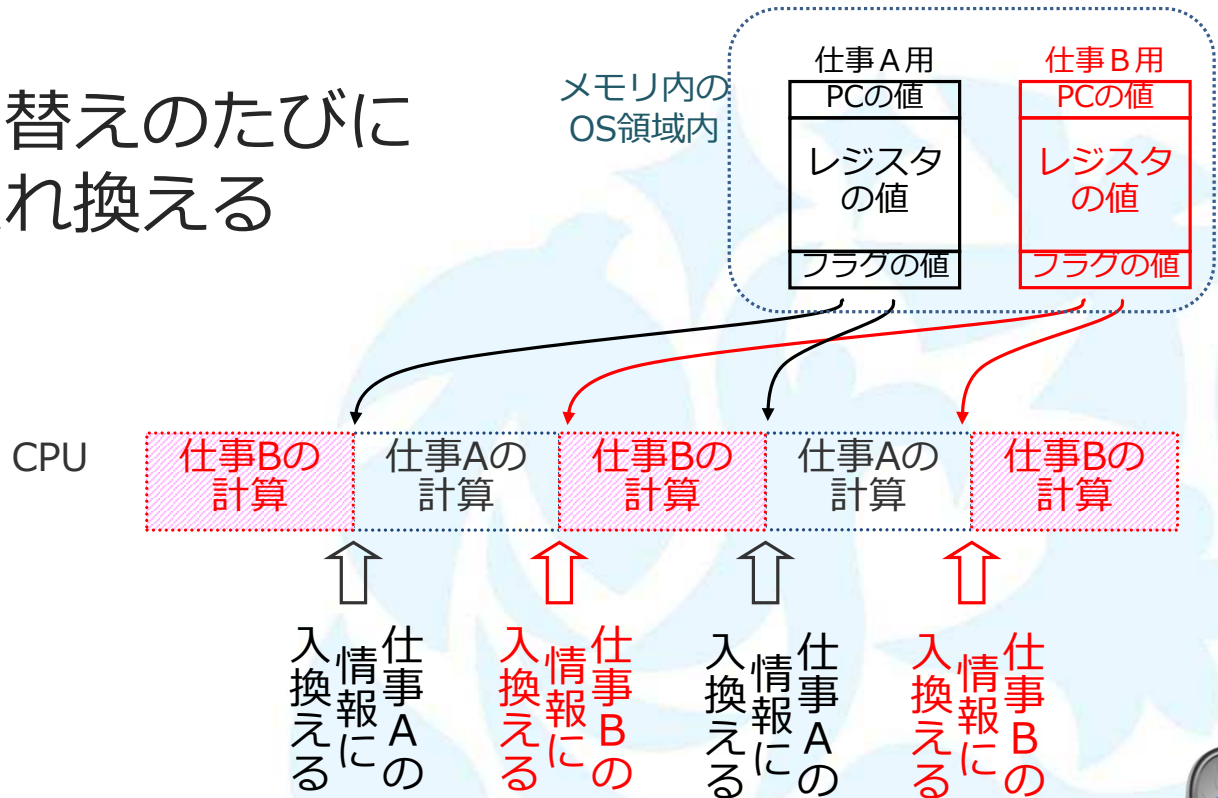 替えのたびに
れ換える
メモリ内の
OS領域内
仕事A用
PCの値
レジスタ
の値
フラグの値
仕事B用
PCの値
レジスタ
の値
フラグの値
CPU
仕事Bの
計算
仕事Aの
計算
仕事Bの
計算
仕事Aの
計算
仕事Bの
計算
仕事Aの
情報に
入換える
仕事Bの
情報に
入換える
仕事Aの
情報に
入換える
仕事Bの
情報に
入換える